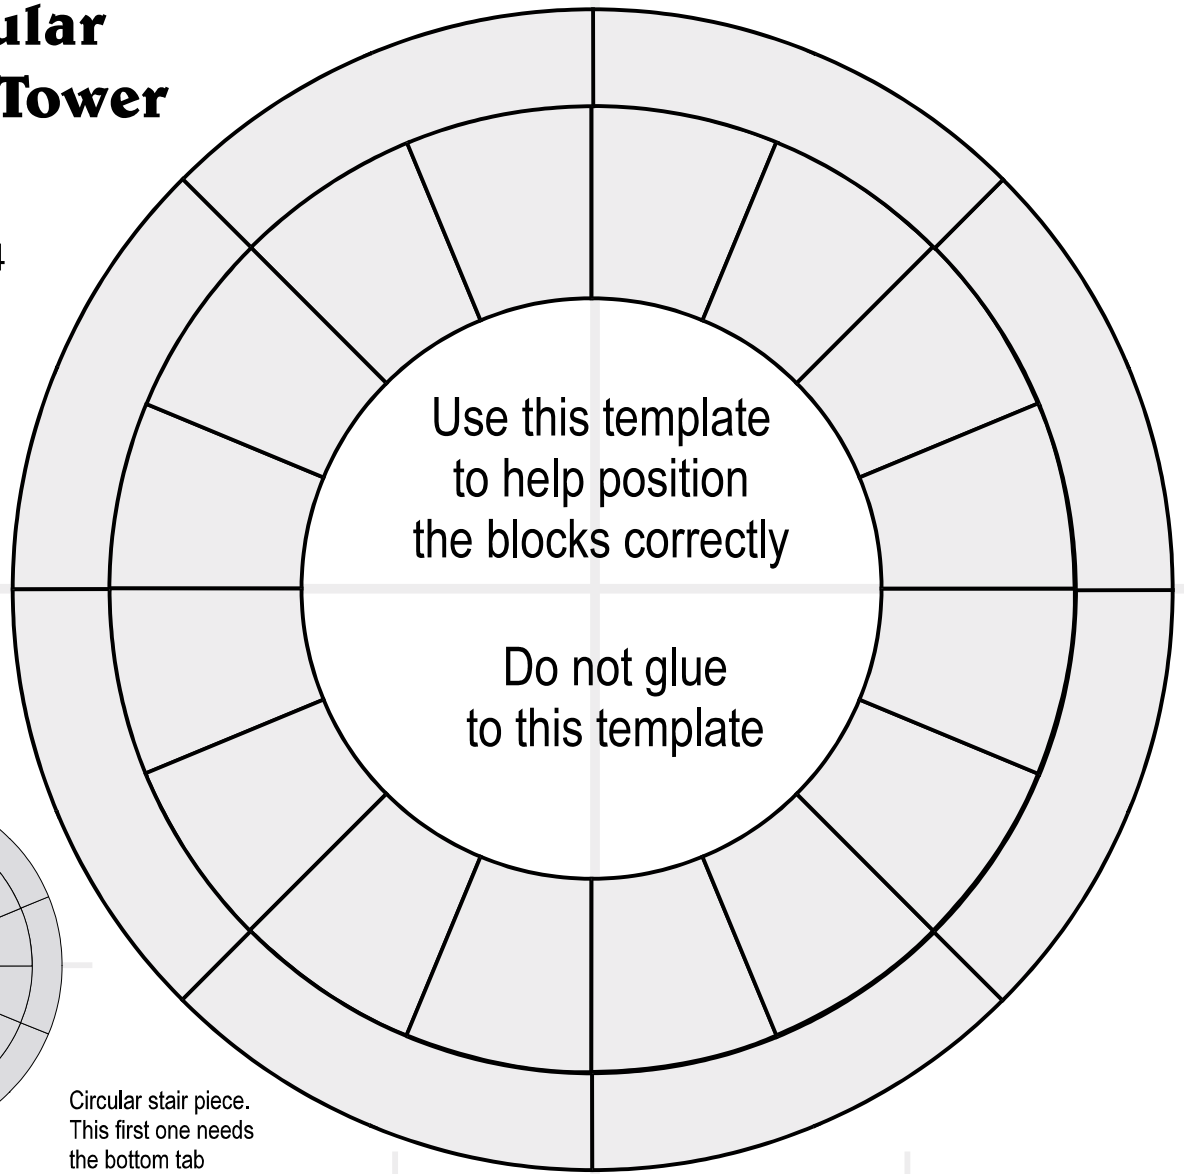 ular
Tower
4
Use this template
to help position
the blocks correctly
Do not glue
to this template
Circular stair piece.
This first one needs
the bottom tab